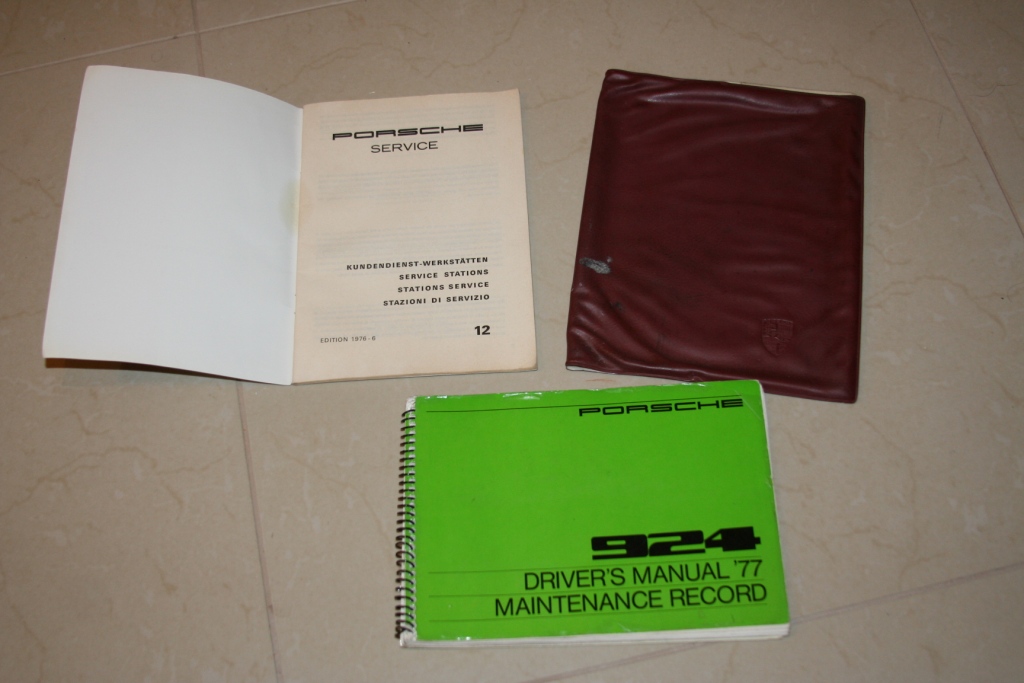 PORSCHE
SERVICE
KUNDENDIENST-WERKSTÄTTEN
SERVICE STATIONS
STATIONS SERVICE
STAZIONI DI SERVIZIO
12
EDITION 1976-8
PORSCHE
924
DRIVER'S MANUAL '77
MAINTENANCE RECORD